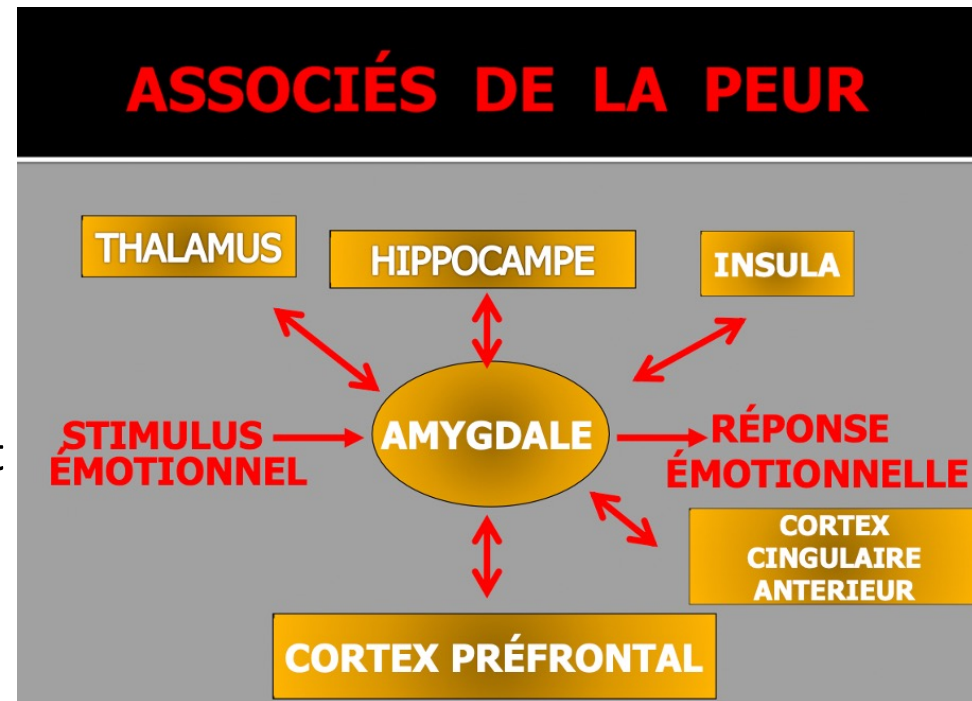 ASSOCIÉS DE LA PEUR
THALAMUS
HIPPOCAMPE
INSULA
STIMULUS
ÉMOTIONNEL
AMYGDALE
RÉPONSE
ÉMOTIONNELLE
CORTEX
CINGULAIRE
ANTERIEUR
CORTEX PRÉFRONTAL